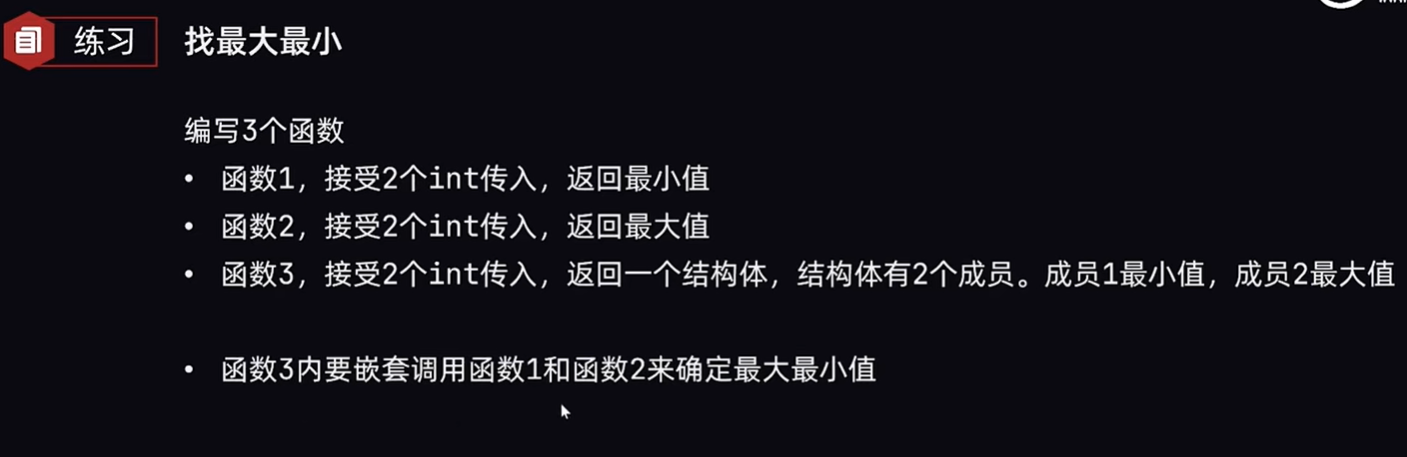 练习 找最大最小
编写3个函数
• 函数1，接受2个int传入，返回最小值
• 函数2，接受2个int传入，返回最大值
• 函数3，接受2个int传入，返回一个结构体，结构体有2个成员。成员1最小值，成员2最大值
• 函数3内要嵌套调用函数1和函数2来确定最大最小值